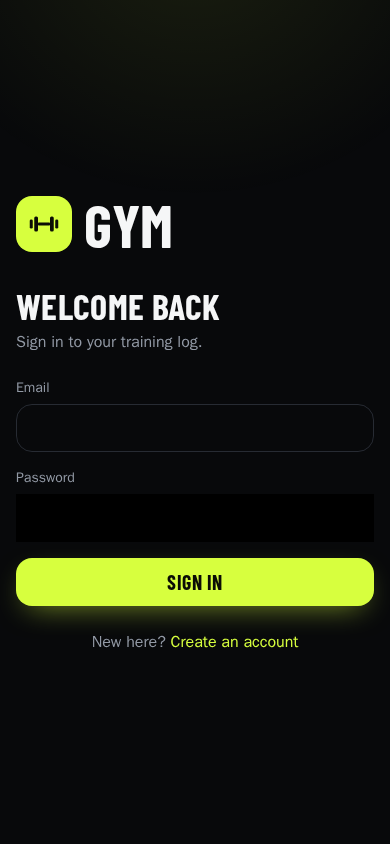 GYM
WELCOME BACK
Sign in to your training log.
Email
Password
SIGN IN
New here? Create an account